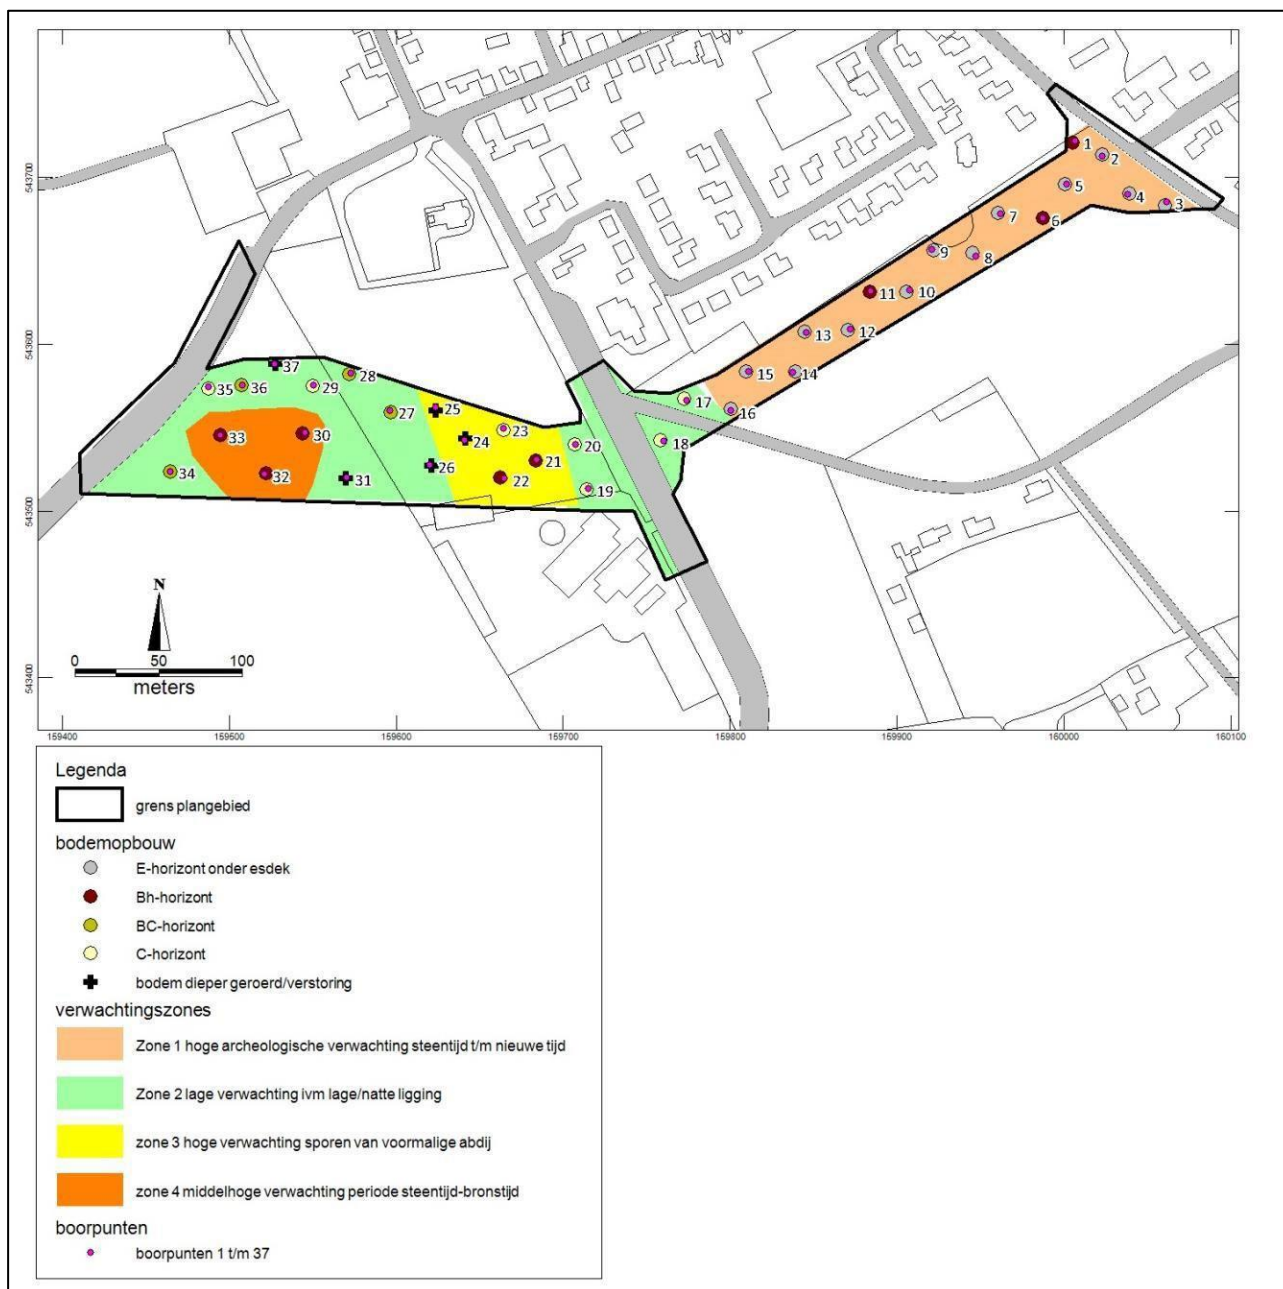 543700
543600
543500
543400
1
2
5
4
3
7
6
9
8
11
10
13
12
15
14
37
28
17
35
36
29
16
27
25
23
18
24
20
33
30
26
21
34
32
31
22
19
N
0 50 100
meters
159400 159500 159600 159700 159800 159900 160000 160100
Legenda
grens plangebied
bodemopbouw
E-horizont onder esdek
Bh-horizont
BC-horizont
C-horizont
bodem dieper geroerd/verstoring
verwachtingszones
Zone 1 hoge archeologische verwachting steentijd t/m nieuwe tijd
Zone 2 lage verwachting ivm lage/natte ligging
zone 3 hoge verwachting sporen van voormalige abdij
zone 4 middelhoge verwachting periode steentijd-bronstijd
boorpunten
boorpunten 1 t/m 37